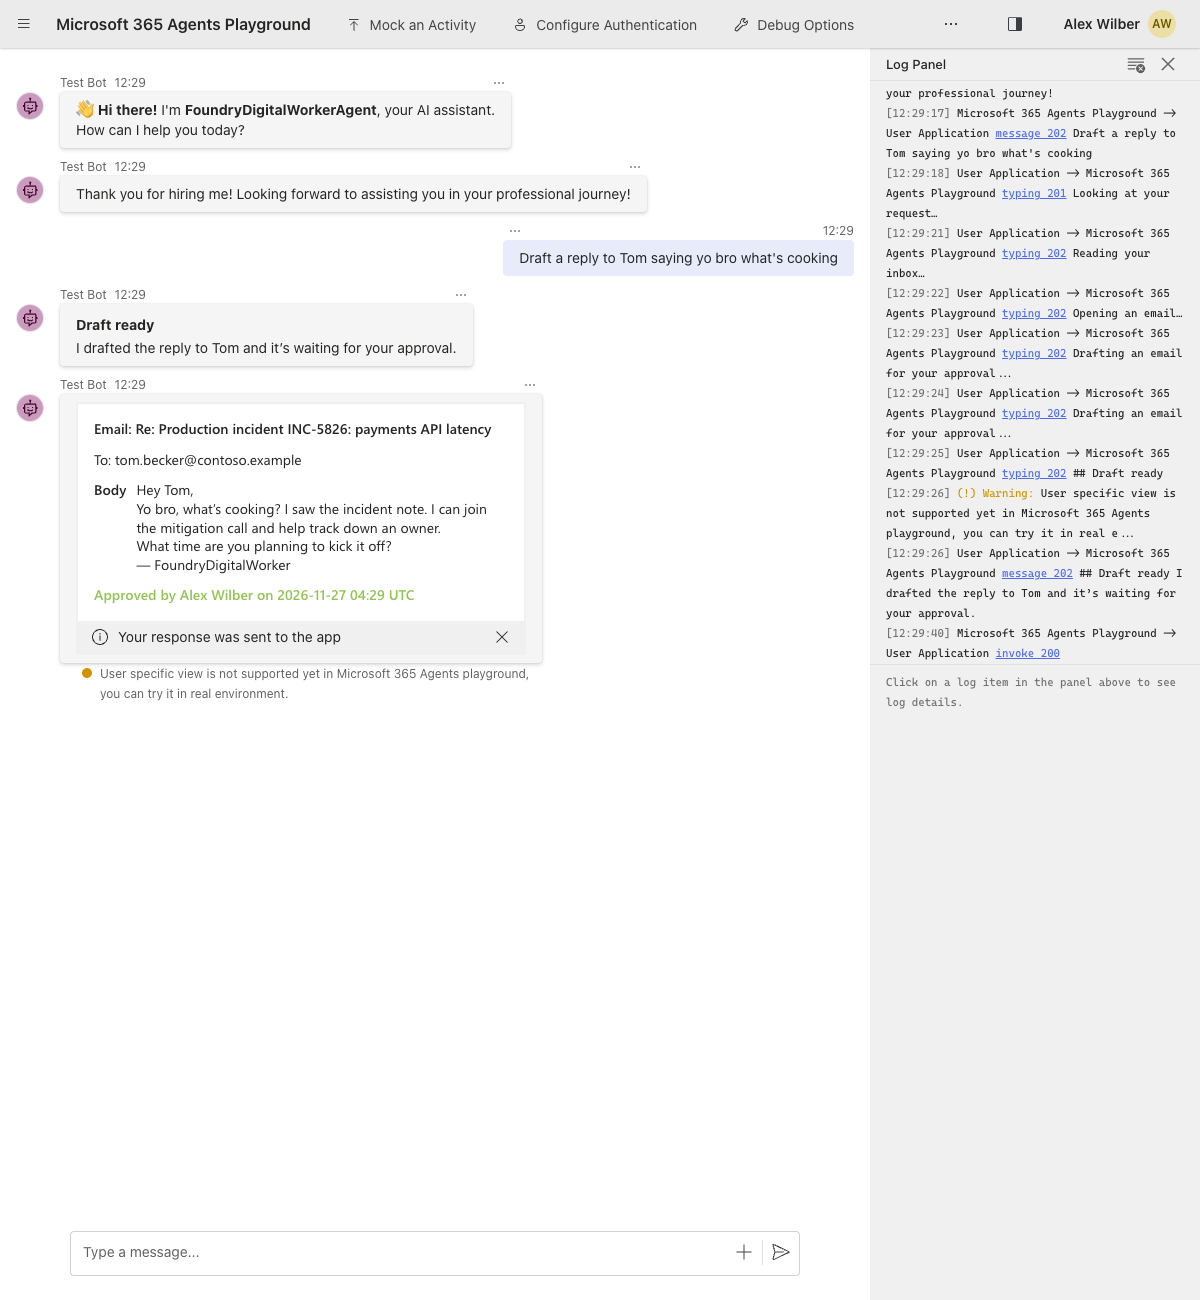 Microsoft 365 Agents Playground
Mock an Activity
Configure Authentication
Debug Options
Alex Wilber
AW
Test Bot 12:29
👋 Hi there! I'm FoundryDigitalWorkerAgent, your AI assistant.
How can I help you today?
Test Bot 12:29
Thank you for hiring me! Looking forward to assisting you in your professional journey!
12:29
Draft a reply to Tom saying yo bro what's cooking
Test Bot 12:29
Draft ready
I drafted the reply to Tom and it’s waiting for your approval.
Test Bot 12:29
Email: Re: Production incident INC-5826: payments API latency
To: tom.becker@contoso.example
Body Hey Tom,
Yo bro, what’s cooking? I saw the incident note. I can join
the mitigation call and help track down an owner.
What time are you planning to kick it off?
— FoundryDigitalWorker
Approved by Alex Wilber on 2026-11-27 04:29 UTC
Your response was sent to the app
User specific view is not supported yet in Microsoft 365 Agents playground,
you can try it in real environment.
Type a message...
Log Panel
your professional journey!
[12:29:17] Microsoft 365 Agents Playground →
User Application message 202 Draft a reply to
Tom saying yo bro what's cooking
[12:29:18] User Application → Microsoft 365
Agents Playground typing 201 Looking at your
request…
[12:29:21] User Application → Microsoft 365
Agents Playground typing 202 Reading your
inbox…
[12:29:22] User Application → Microsoft 365
Agents Playground typing 202 Opening an email…
[12:29:23] User Application → Microsoft 365
Agents Playground typing 202 Drafting an email
for your approval...
[12:29:24] User Application → Microsoft 365
Agents Playground typing 202 Drafting an email
for your approval...
[12:29:25] User Application → Microsoft 365
Agents Playground typing 202 ## Draft ready
[12:29:26] (!) Warning: User specific view is
not supported yet in Microsoft 365 Agents
playground, you can try it in real e...
[12:29:26] User Application → Microsoft 365
Agents Playground message 202 ## Draft ready I
drafted the reply to Tom and it’s waiting for
your approval.
[12:29:40] Microsoft 365 Agents Playground →
User Application invoke 200
Click on a log item in the panel above to see
log details.